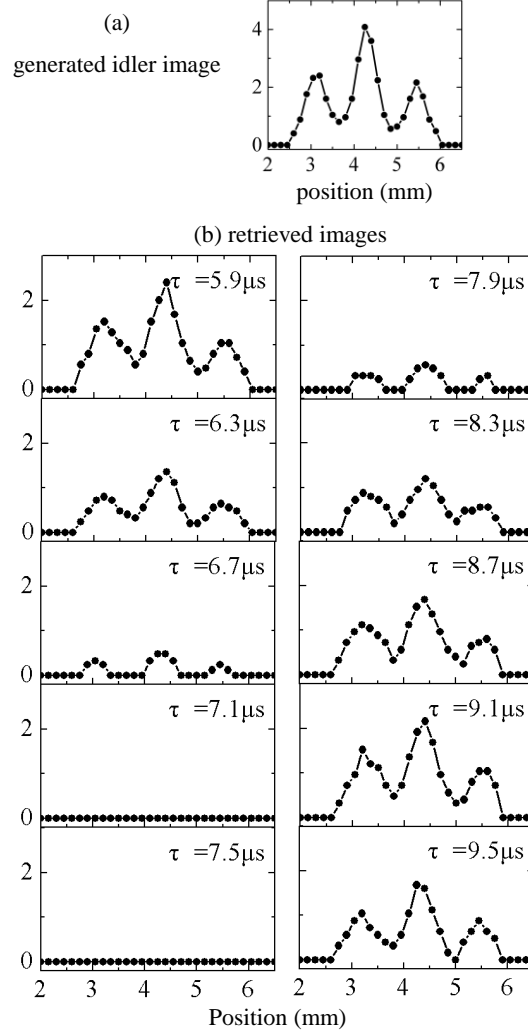 (a)
generated idler image
4
2
0
2 3 4 5 6
position (mm)
(b) retrieved images
2
0
τ =5.9μs
τ =7.9μs
2
0
τ =6.3μs
τ =8.3μs
2
0
τ =6.7μs
τ =8.7μs
2
0
τ =7.1μs
τ =9.1μs
2
0
τ =7.5μs
τ =9.5μs
2 3 4 5 6 2 3 4 5 6
Position (mm)